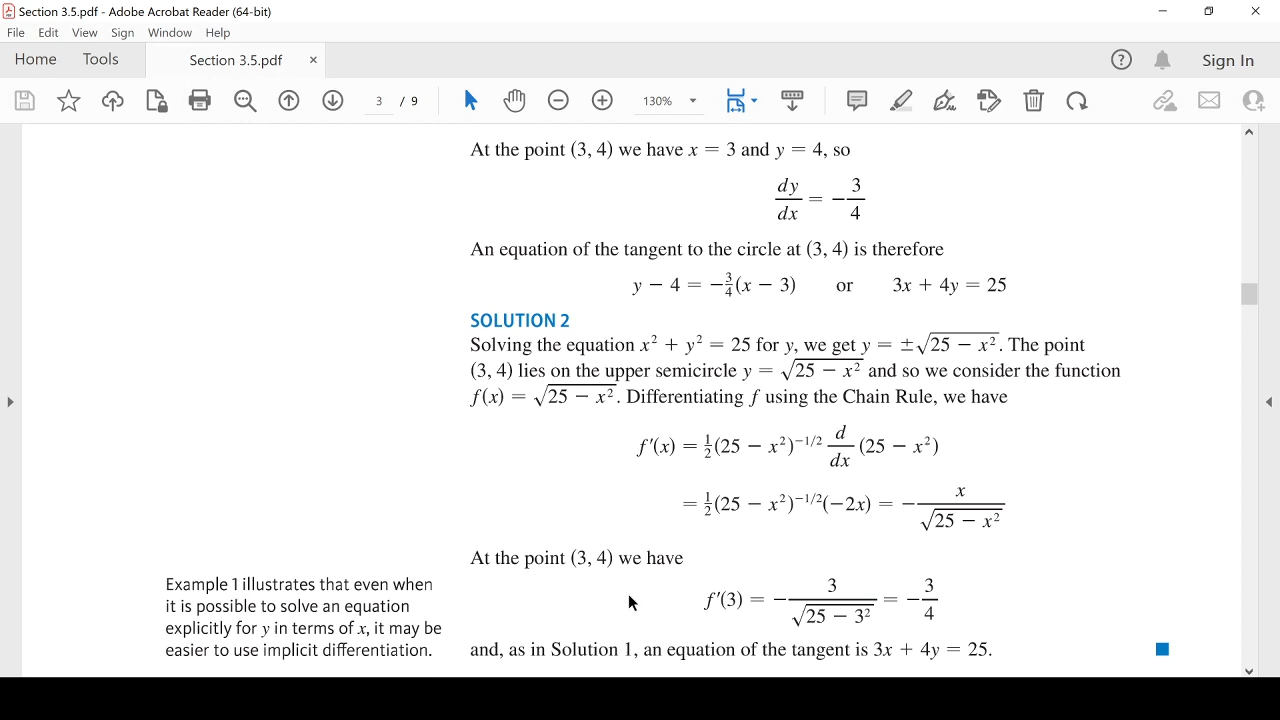 Section 3.5.pdf - Adobe Acrobat Reader (64-bit)
File Edit View Sign Window Help
Home Tools Section 3.5.pdf × Sign In
3 / 9 130%
At the point (3, 4) we have x = 3 and y = 4, so
dy/dx = −3/4
An equation of the tangent to the circle at (3, 4) is therefore
y − 4 = −3/4(x − 3) or 3x + 4y = 25
SOLUTION 2
Solving the equation x² + y² = 25 for y, we get y = ±√(25 − x²). The point
(3, 4) lies on the upper semicircle y = √(25 − x²) and so we consider the function
f(x) = √(25 − x²). Differentiating f using the Chain Rule, we have
f′(x) = 1/2(25 − x²)^(−1/2) d/dx (25 − x²)
= 1/2(25 − x²)^(−1/2)(−2x) = −x/√(25 − x²)
At the point (3, 4) we have
f′(3) = −3/√(25 − 3²) = −3/4
and, as in Solution 1, an equation of the tangent is 3x + 4y = 25.
Example 1 illustrates that even when
it is possible to solve an equation
explicitly for y in terms of x, it may be
easier to use implicit differentiation.